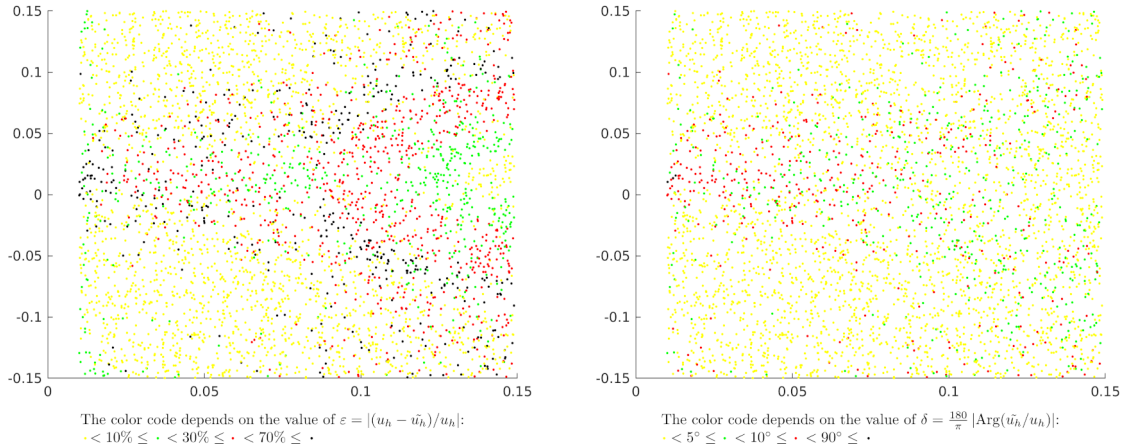 0.15
0.1
0.05
0
-0.05
-0.1
-0.15
0 0.05 0.1 0.15
The color code depends on the value of ε = |(u_h − ũ_h)/u_h|:
• < 10% ≤ • < 30% ≤ • < 70% ≤ •
0.15
0.1
0.05
0
-0.05
-0.1
-0.15
0 0.05 0.1 0.15
The color code depends on the value of δ = 180/π |Arg(ũ_h/u_h)|:
• < 5° ≤ • < 10° ≤ • < 90° ≤ •